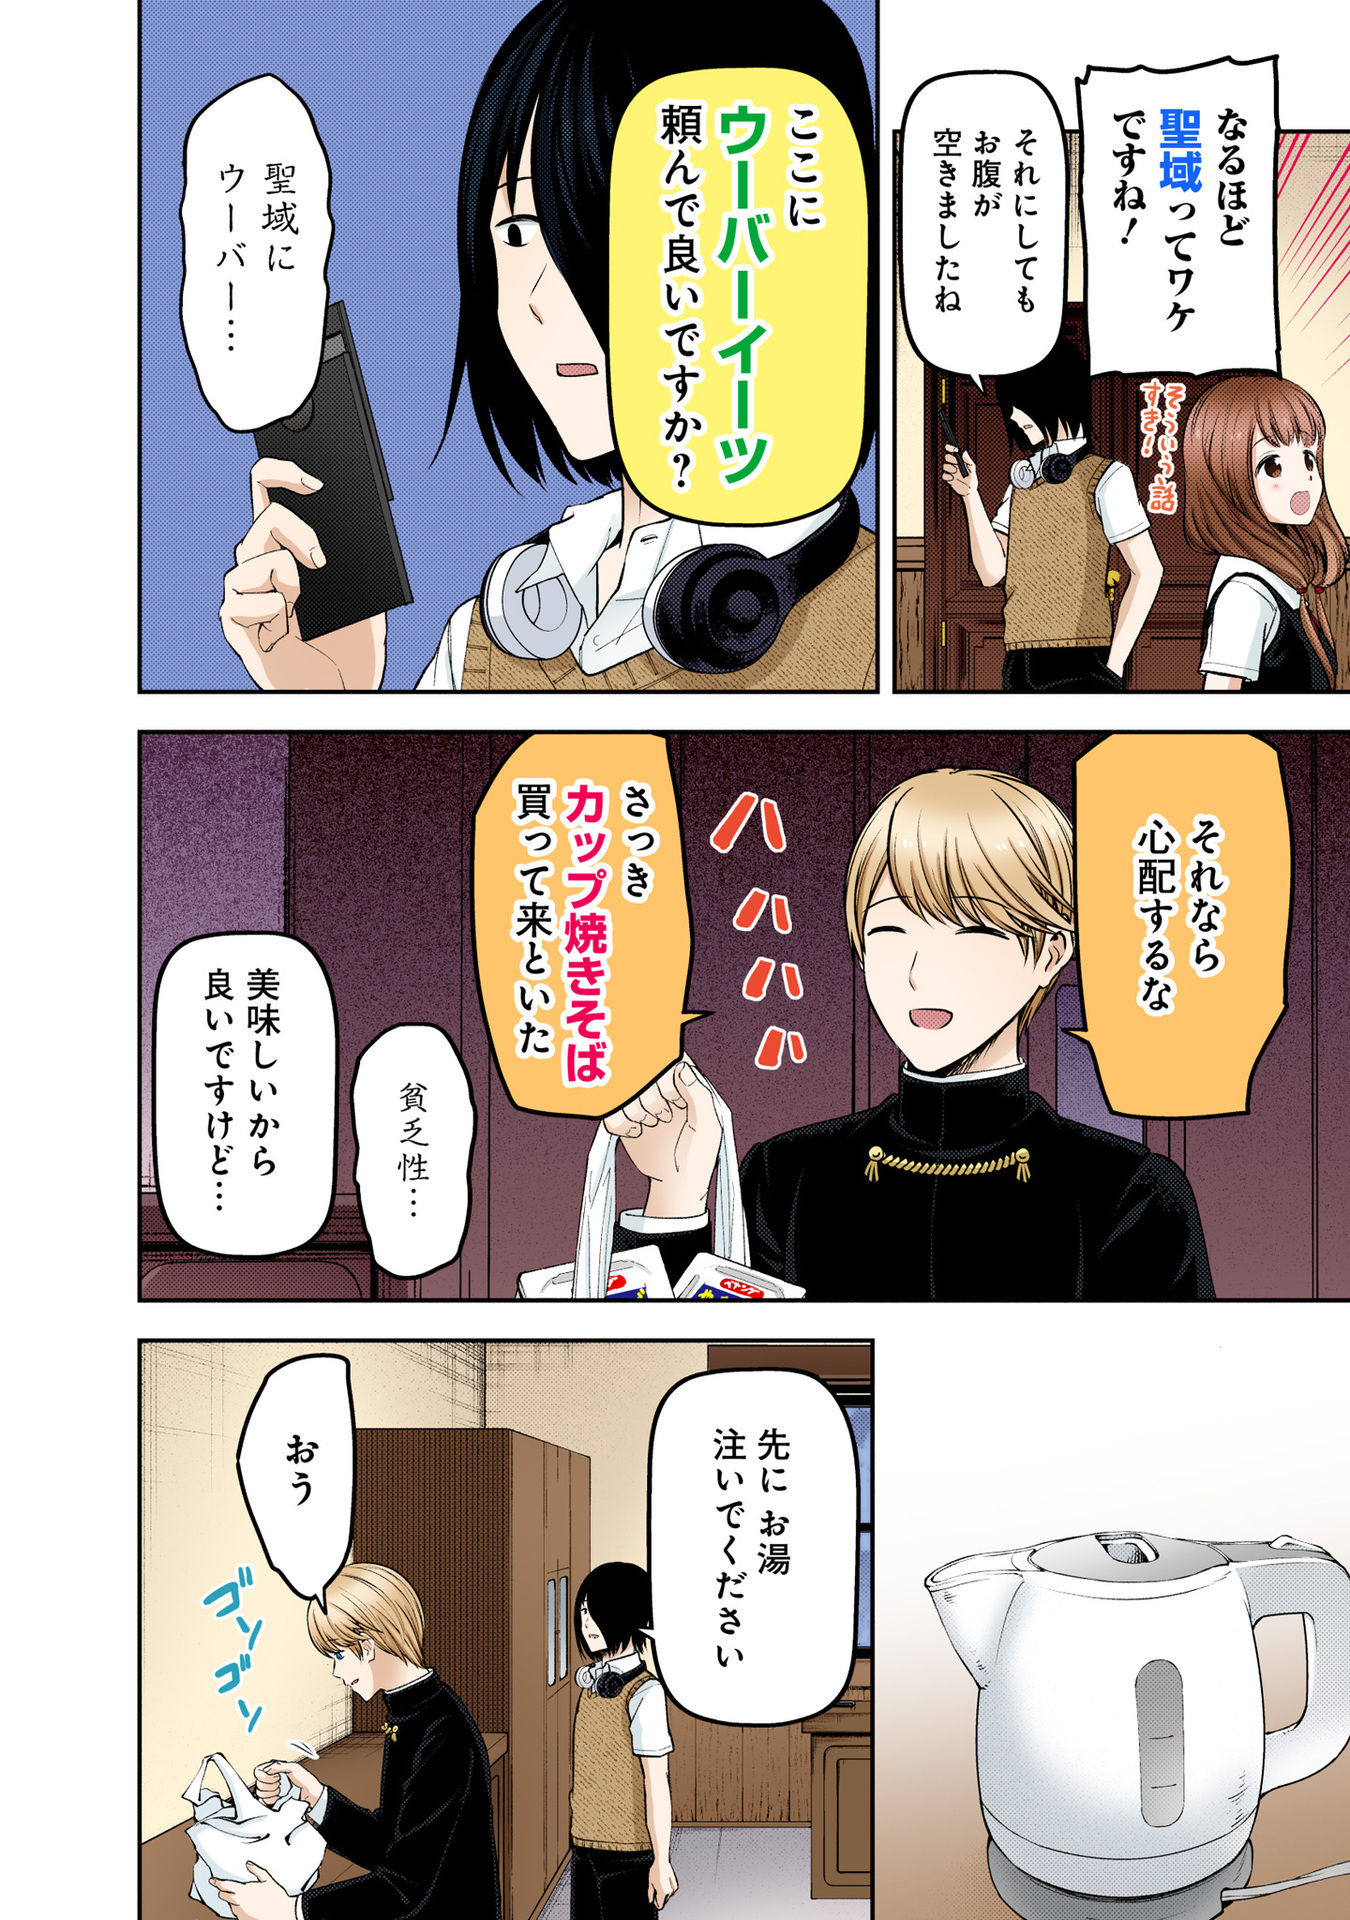 なるほど
聖域ってワケ
ですね!
そういう話
すき!
それにしても
お腹が
空きましたね
ここに
ウーバーイーツ
頼んで良いですか?
聖域に
ウーバー…
それなら
心配するな
ハハハハ
さっき
カップ焼きそば
買って来といた
ペヤング
貧乏性…
美味しいから
良いですけど…
先にお湯
注いでください
おう
ゴソゴソ